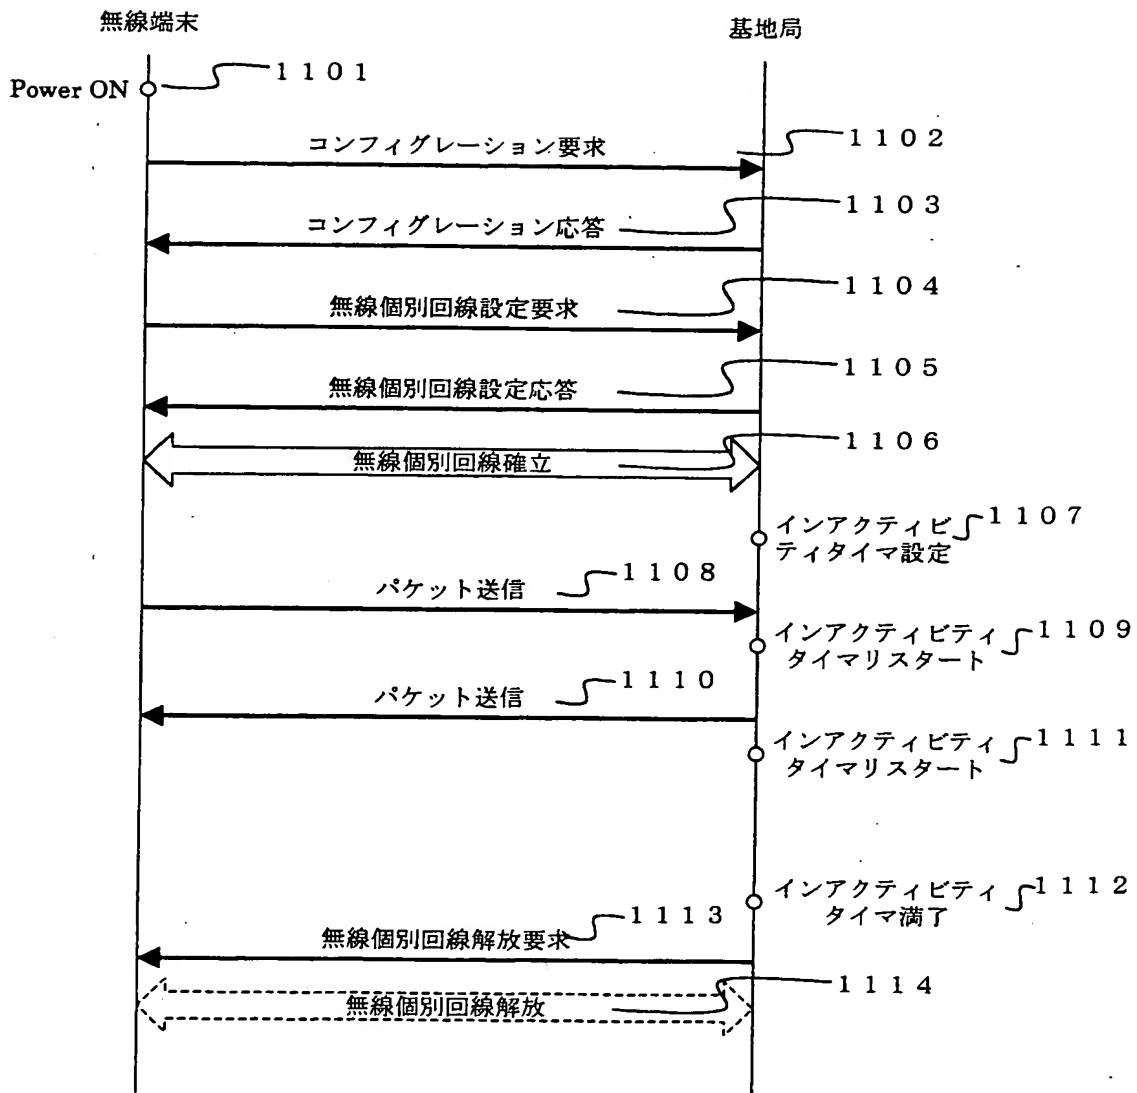 無線端末
基地局
Power ON
１１０１
コンフィグレーション要求
１１０２
コンフィグレーション応答
１１０３
無線個別回線設定要求
１１０４
無線個別回線設定応答
１１０５
無線個別回線確立
１１０６
インアクティビ
ティタイマ設定
１１０７
パケット送信
１１０８
インアクティビティ
タイマリスタート
１１０９
パケット送信
１１１０
インアクティビティ
タイマリスタート
１１１１
インアクティビティ
タイマ満了
１１１２
無線個別回線解放要求
１１１３
無線個別回線解放
１１１４